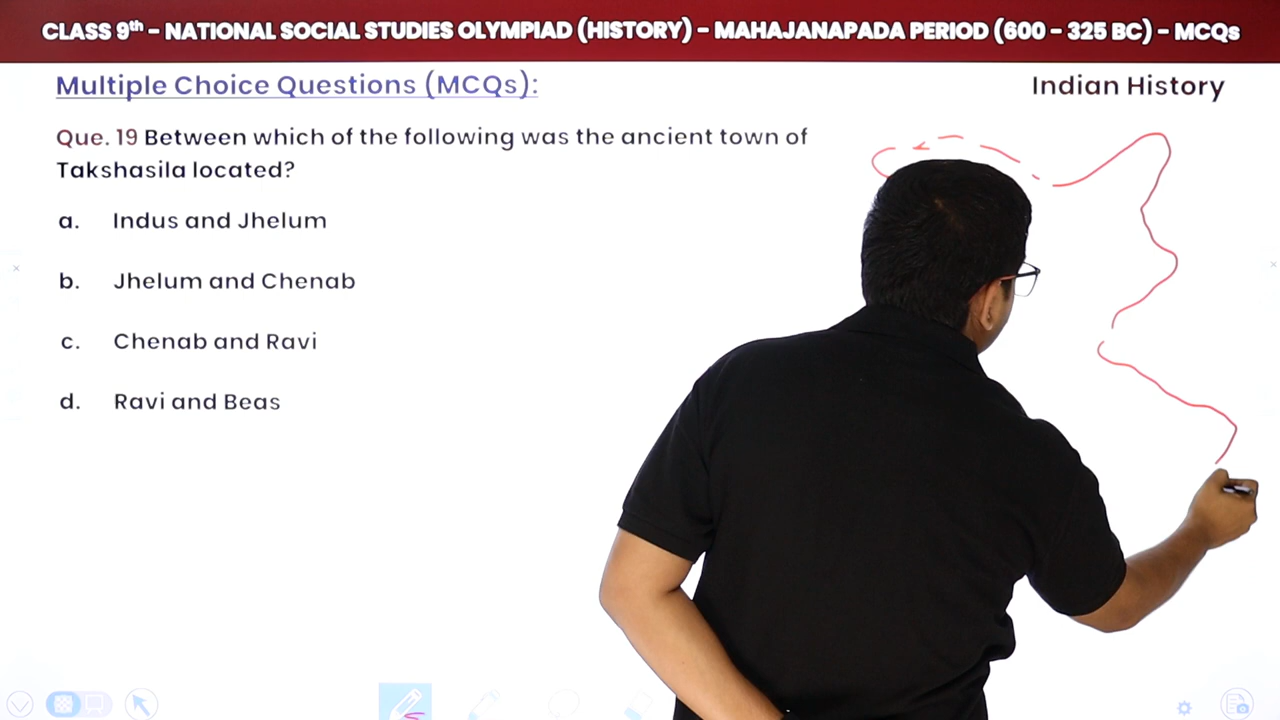 CLASS 9th - NATIONAL SOCIAL STUDIES OLYMPIAD (HISTORY) - MAHAJANAPADA PERIOD (600 - 325 BC) - MCQs
Multiple Choice Questions (MCQs):
Indian History
Que. 19 Between which of the following was the ancient town of
Takshasila located?
a. Indus and Jhelum
b. Jhelum and Chenab
c. Chenab and Ravi
d. Ravi and Beas